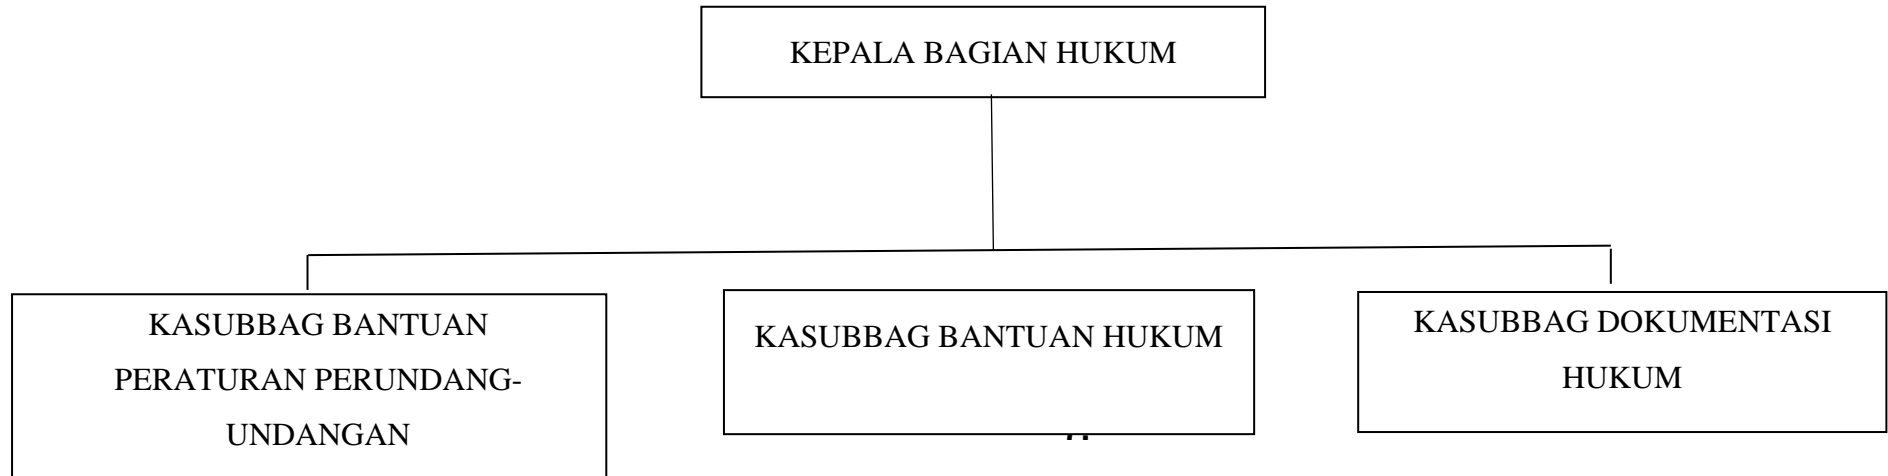 KEPALA BAGIAN HUKUM
KASUBBAG BANTUAN
PERATURAN PERUNDANG-
UNDANGAN
KASUBBAG BANTUAN HUKUM
KASUBBAG DOKUMENTASI
HUKUM